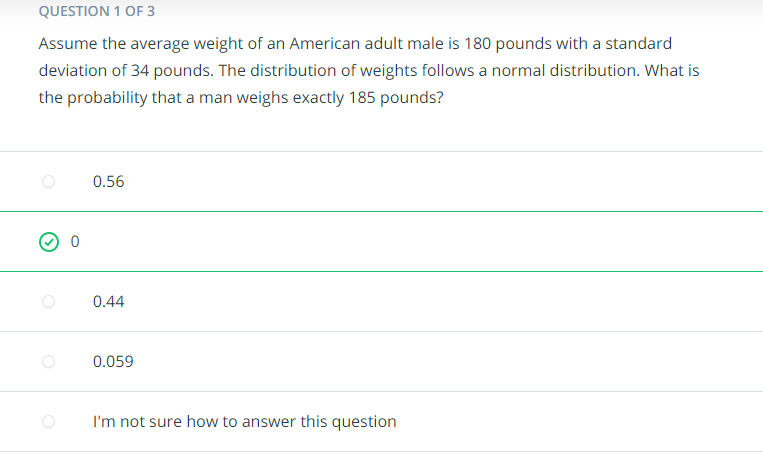 QUESTION 1 OF 3
Assume the average weight of an American adult male is 180 pounds with a standard
deviation of 34 pounds. The distribution of weights follows a normal distribution. What is
the probability that a man weighs exactly 185 pounds?
0.56
0
0.44
0.059
I'm not sure how to answer this question